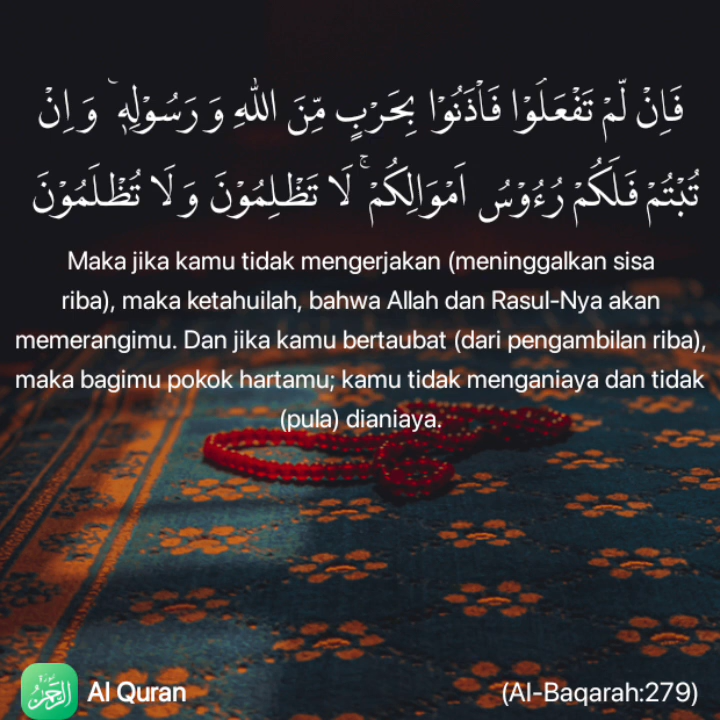 فَاِنْ لَّمْ تَفْعَلُوْا فَأْذَنُوْا بِحَرْبٍ مِّنَ اللّٰهِ وَرَسُوْلِهٖۚ وَاِنْ
تُبْتُمْ فَلَكُمْ رُءُوْسُ اَمْوَالِكُمْۚ لَا تَظْلِمُوْنَ وَلَا تُظْلَمُوْنَ
Maka jika kamu tidak mengerjakan (meninggalkan sisa
riba), maka ketahuilah, bahwa Allah dan Rasul-Nya akan
memerangimu. Dan jika kamu bertaubat (dari pengambilan riba),
maka bagimu pokok hartamu; kamu tidak menganiaya dan tidak
(pula) dianiaya.
Al Quran
(Al-Baqarah:279)